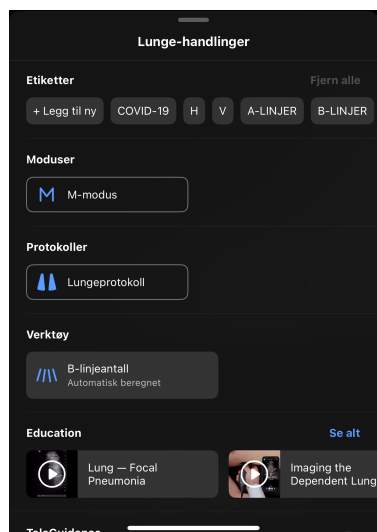 Lunge-handlinger
Etiketter Fjern alle
+ Legg til ny COVID-19 H V A-LINJER B-LINJER
Moduser
M-modus
Protokoller
Lungeprotokoll
Verktøy
B-linjeantall
Automatisk beregnet
Education Se alt
Lung — Focal
Pneumonia
Imaging the
Dependent Lung
TeleGuidance